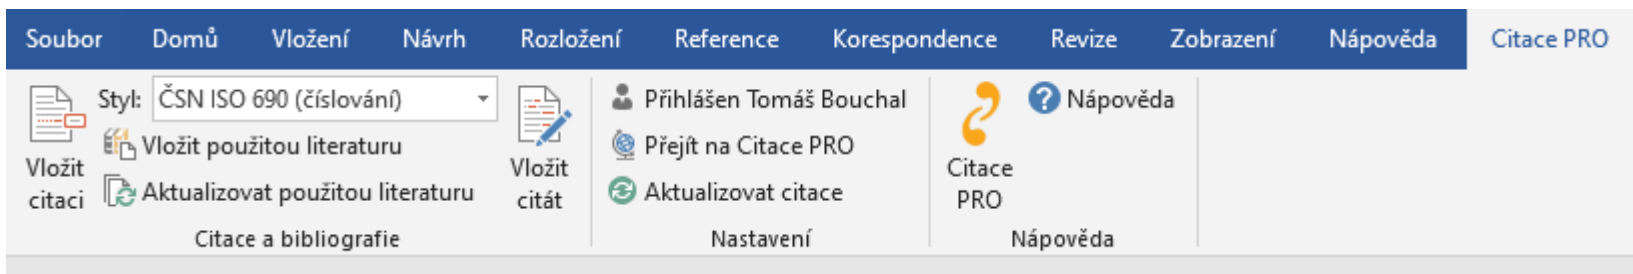 Soubor Domů Vložení Návrh Rozložení Reference Korespondence Revize Zobrazení Nápověda Citace PRO
Vložit citaci
Styl: ČSN ISO 690 (číslování)
Vložit použitou literaturu
Aktualizovat použitou literaturu
Vložit citát
Citace a bibliografie
Přihlášen Tomáš Bouchal
Přejít na Citace PRO
Aktualizovat citace
Nastavení
Citace PRO
Nápověda
Nápověda